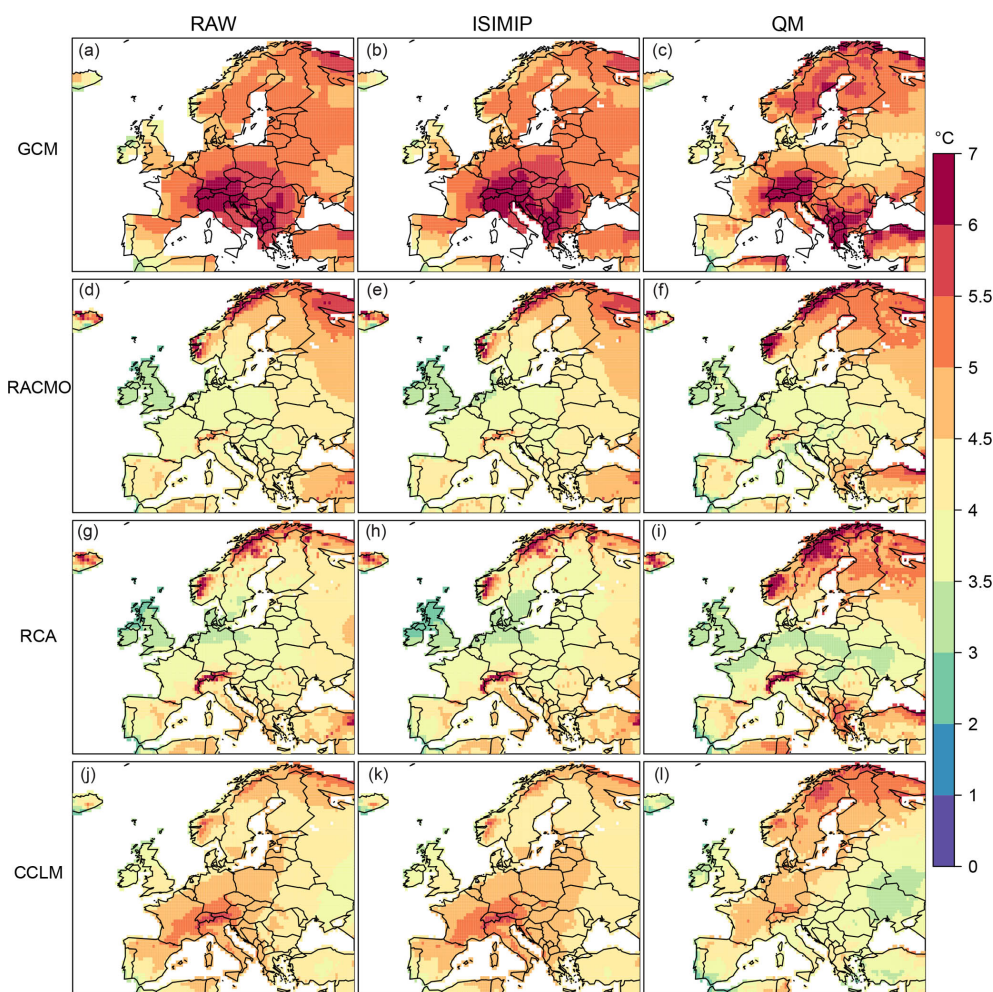 RAW ISIMIP QM
(a) (b) (c)
GCM
°C
7
6
(d) (e) (f)
5.5
RACMO
5
4.5
4
(g) (h) (i)
3.5
RCA
3
2
(j) (k) (l)
1
CCLM
0